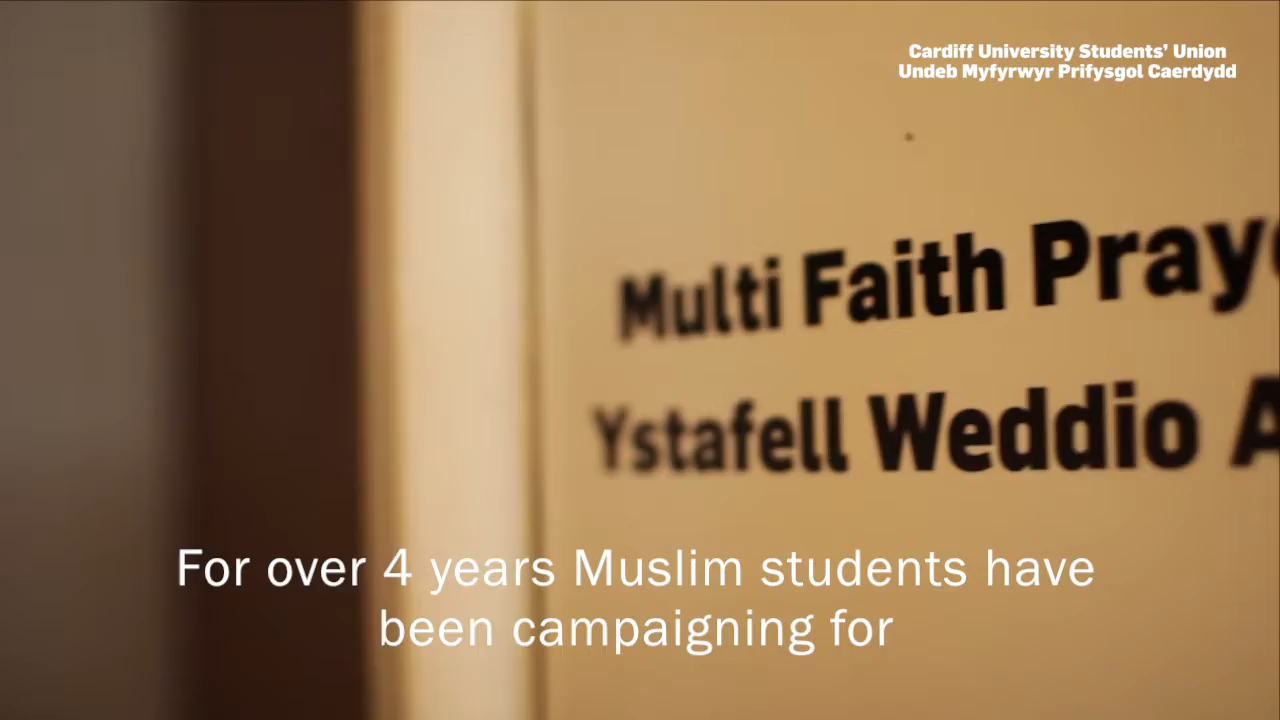 Cardiff University Students’ Union
Undeb Myfyrwyr Prifysgol Caerdydd
Multi Faith Praye
Ystafell Weddio A
For over 4 years Muslim students have
been campaigning for